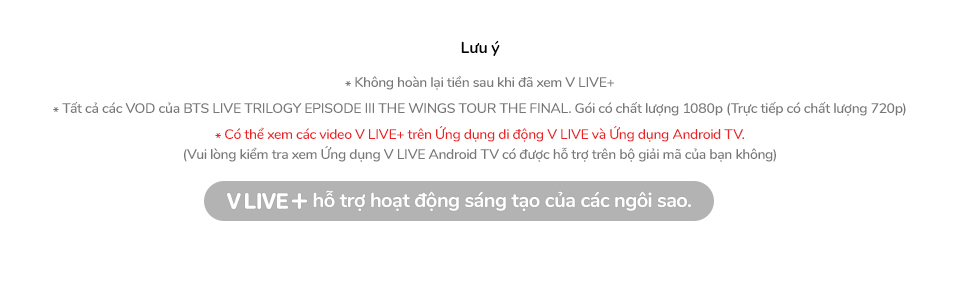 Lưu ý
* Không hoàn lại tiền sau khi đã xem V LIVE+
* Tất cả các VOD của BTS LIVE TRILOGY EPISODE III THE WINGS TOUR THE FINAL. Gói có chất lượng 1080p (Trực tiếp có chất lượng 720p)
* Có thể xem các video V LIVE+ trên Ứng dụng di động V LIVE và Ứng dụng Android TV.
(Vui lòng kiểm tra xem Ứng dụng V LIVE Android TV có được hỗ trợ trên bộ giải mã của bạn không)
V LIVE+ hỗ trợ hoạt động sáng tạo của các ngôi sao.